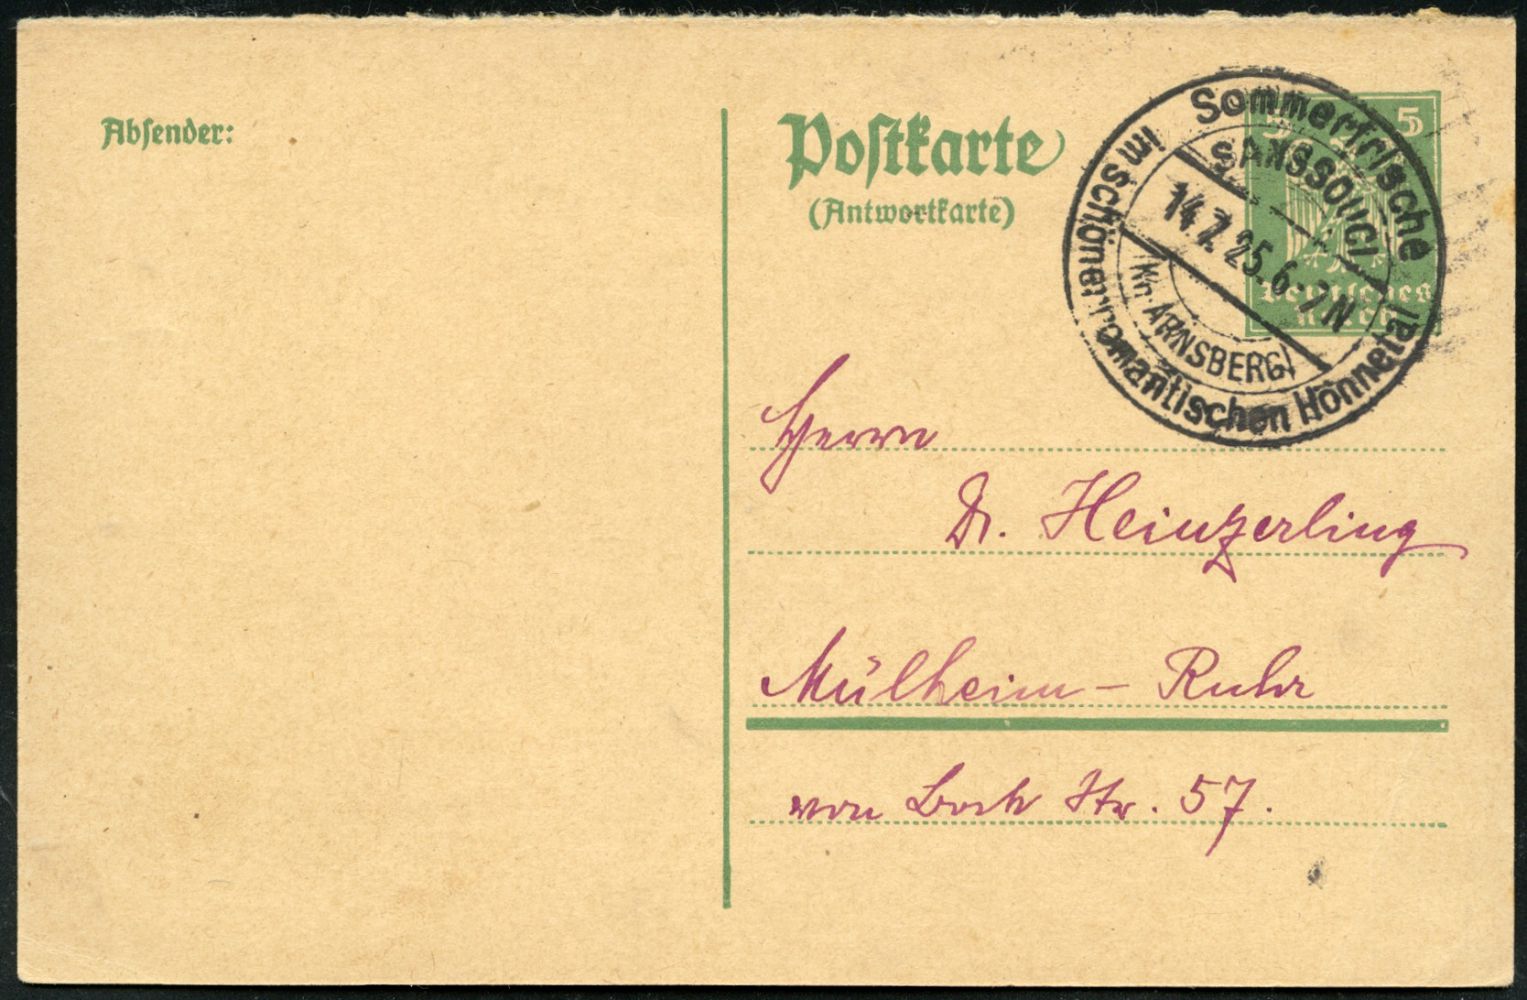 Absender:
Postkarte
(Antwortkarte)
5 5
Deutsches
Reich
Sommerfrische
SANSSOUCI
14.7.25.6-7N
(Kr. ARNSBERG)
im schönen romantischen Hönnetal
Herrn
Dr. Heinzerling
Mülheim - Ruhr
von Bock Str. 57.